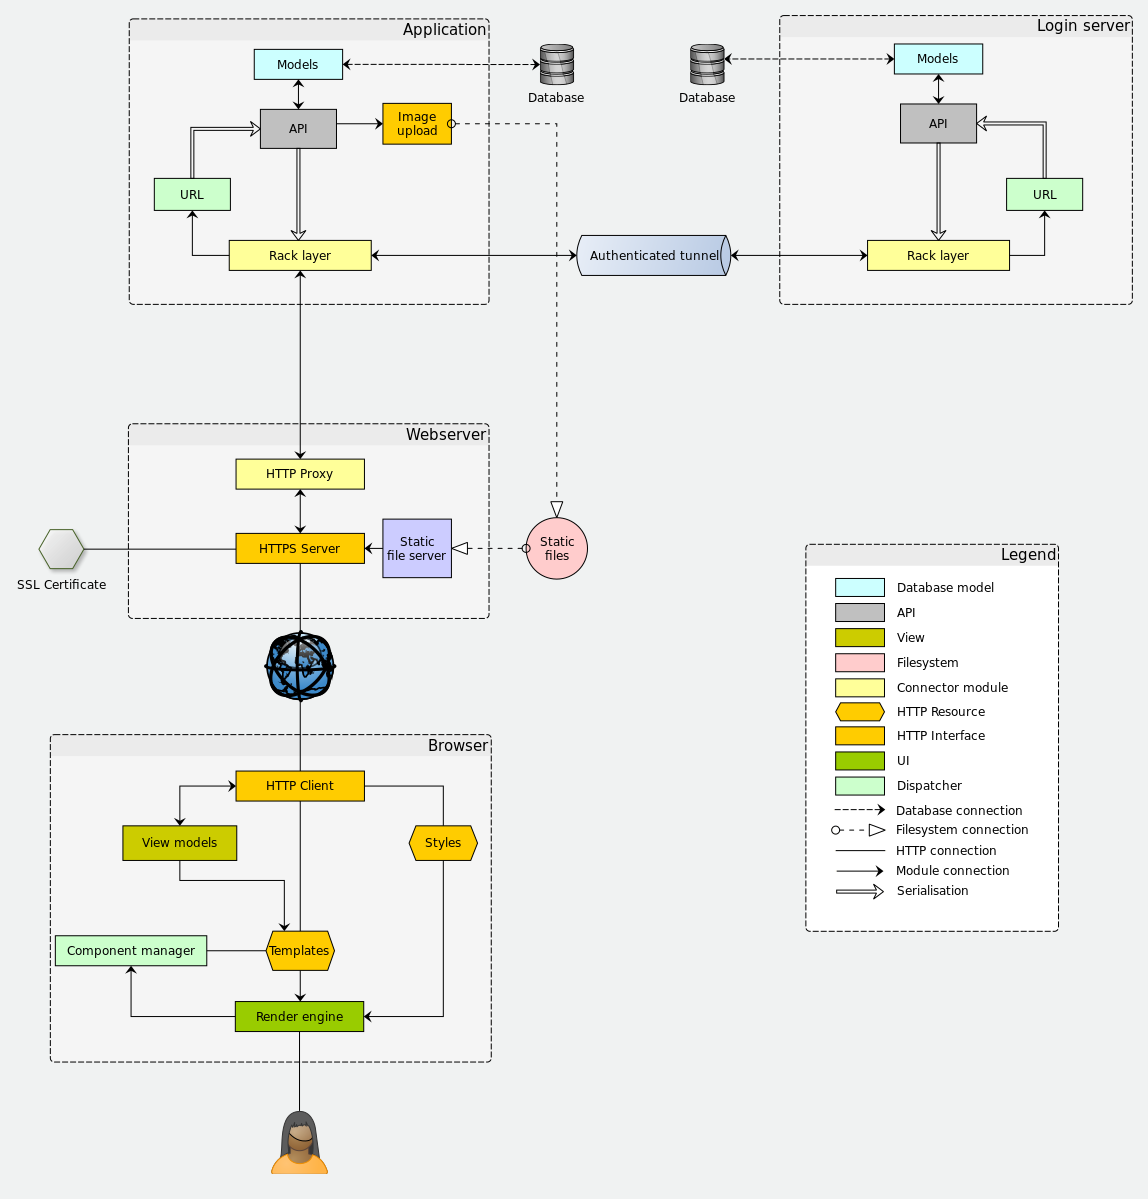 Application
Models
Database
API
Image
upload
URL
Rack layer
Authenticated tunnel
Login server
Models
Database
API
URL
Rack layer
Webserver
HTTP Proxy
HTTPS Server
Static
file server
Static
files
SSL Certificate
Browser
HTTP Client
View models
Styles
Component manager
Templates
Render engine
Legend
Database model
API
View
Filesystem
Connector module
HTTP Resource
HTTP Interface
UI
Dispatcher
Database connection
Filesystem connection
HTTP connection
Module connection
Serialisation